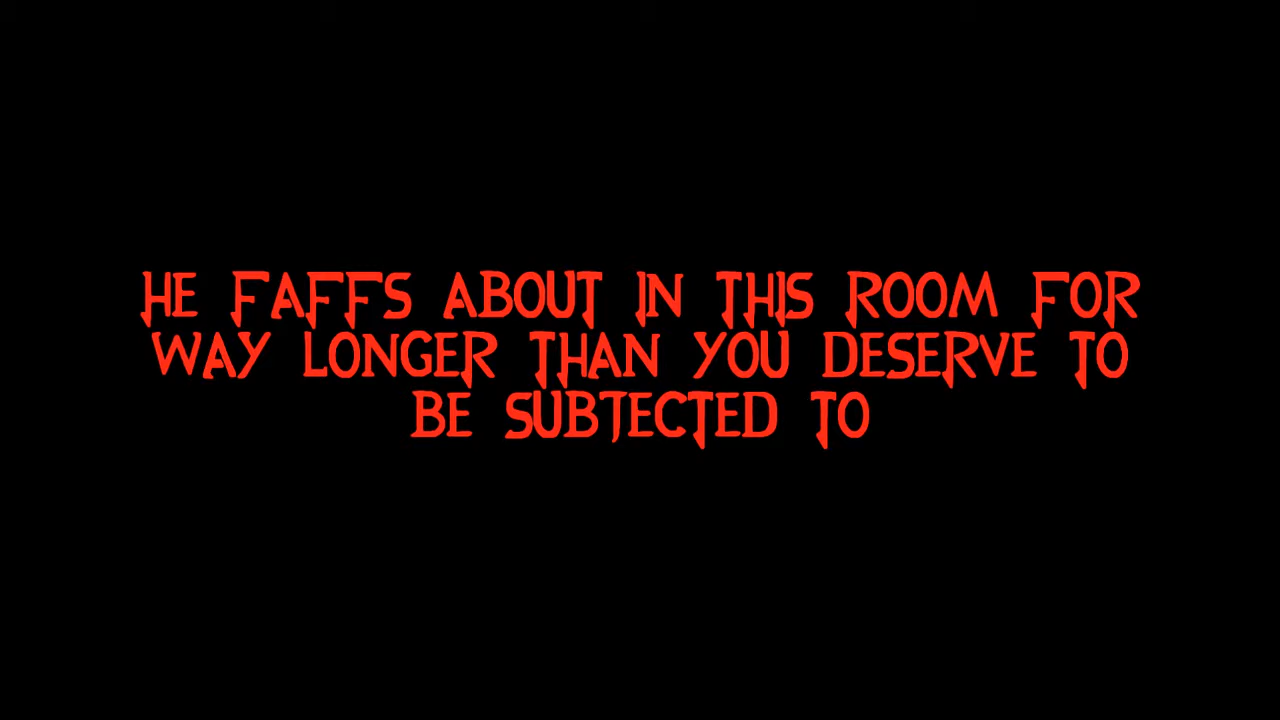 HE FAFFS ABOUT IN THIS ROOM FOR
WAY LONGER THAN YOU DESERVE TO
BE SUBJECTED TO